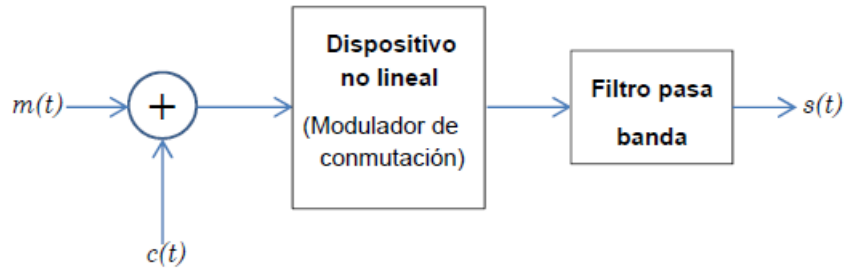 m(t)
+
Dispositivo
no lineal
(Modulador de
conmutación)
Filtro pasa
banda
s(t)
c(t)